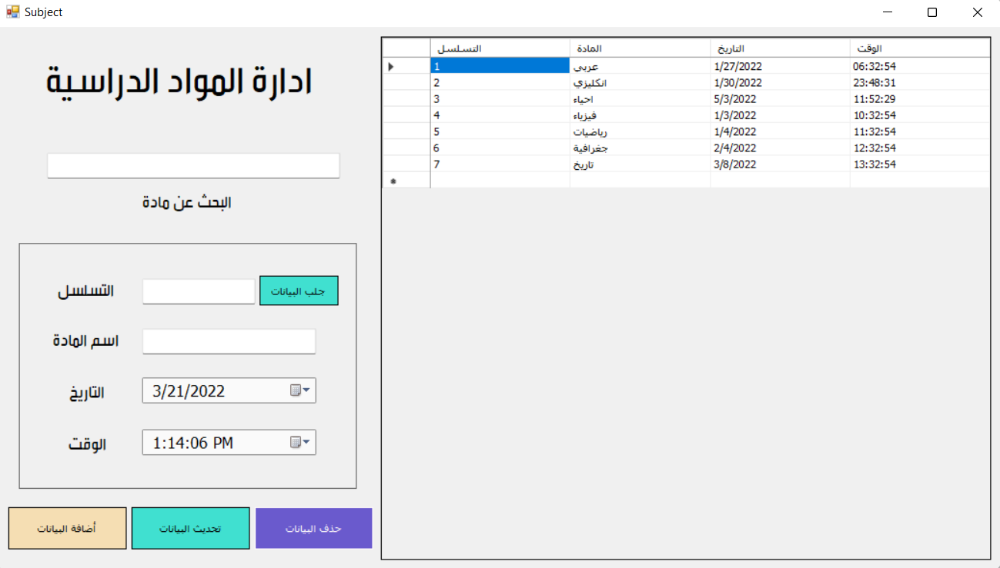 Subject
ادارة المواد الدراسية
البحث عن مادة
التسلسل
جلب البيانات
اسم المادة
التاريخ
3/21/2022
الوقت
1:14:06 PM
أضافة البيانات
تحديث البيانات
حذف البيانات
التسلسل المادة التاريخ الوقت
1 عربي 1/27/2022 06:32:54
2 انكليزي 1/30/2022 23:48:31
3 احياء 5/3/2022 11:52:29
4 فيزياء 1/3/2022 10:32:54
5 رياضيات 1/4/2022 11:32:54
6 جغرافية 2/4/2022 12:32:54
7 تاريخ 3/8/2022 13:32:54